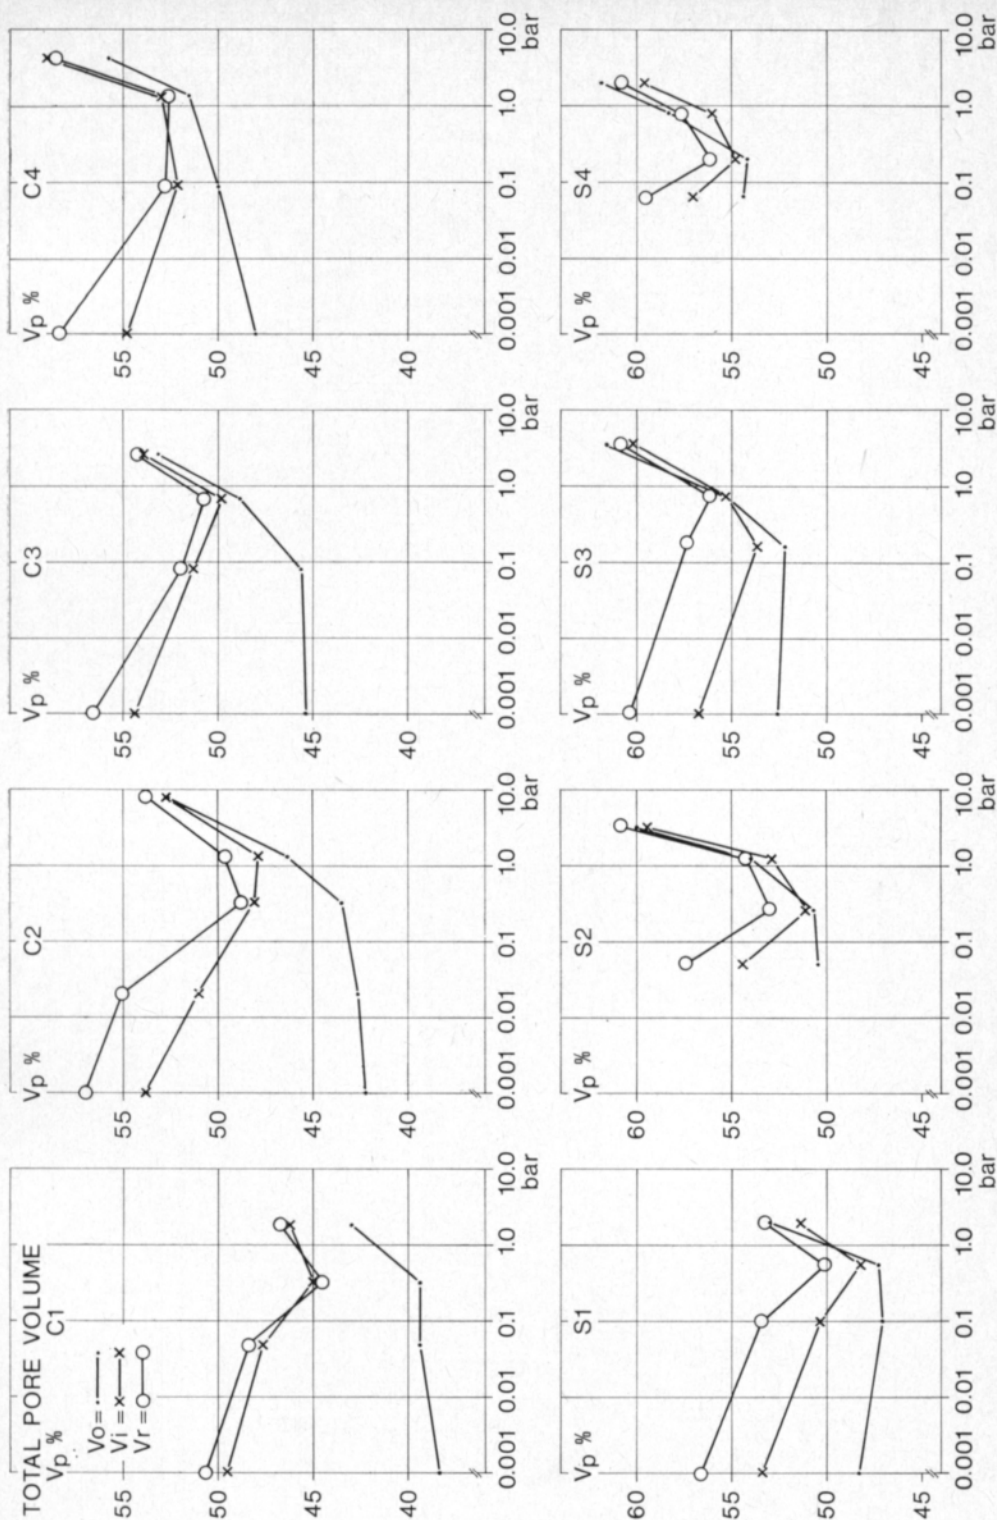 TOTAL PORE VOLUME
Vp % C1
Vo =
Vi =
Vr =
55
50
45
40
0.001 0.01 0.1 1.0 10.0
bar
Vp % C2
55
50
45
40
0.001 0.01 0.1 1.0 10.0
bar
Vp % C3
55
50
45
40
0.001 0.01 0.1 1.0 10.0
bar
Vp % C4
55
50
45
40
0.001 0.01 0.1 1.0 10.0
bar
Vp % S1
60
55
50
45
0.001 0.01 0.1 1.0 10.0
bar
Vp % S2
60
55
50
45
0.001 0.01 0.1 1.0 10.0
bar
Vp % S3
60
55
50
45
0.001 0.01 0.1 1.0 10.0
bar
Vp % S4
60
55
50
45
0.001 0.01 0.1 1.0 10.0
bar